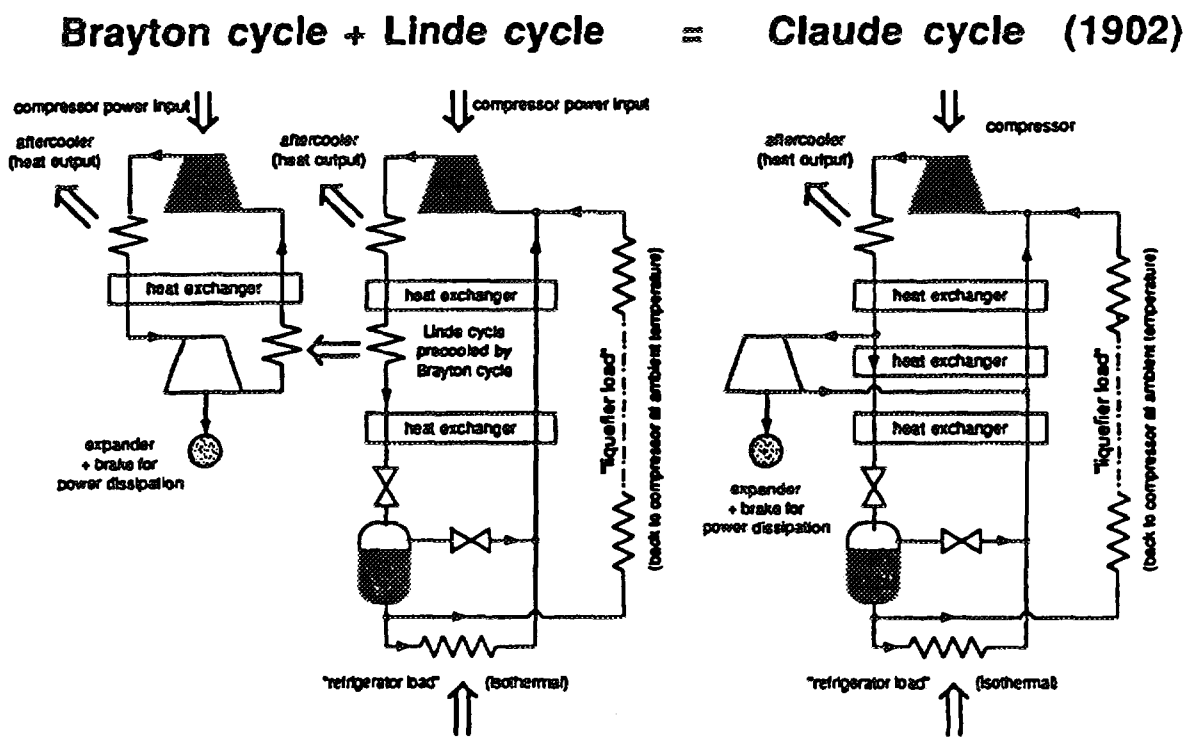 Brayton cycle + Linde cycle = Claude cycle (1902)
compressor power input
aftercooler
(heat output)
heat exchanger
expander
+ brake for
power dissipation
compressor power input
aftercooler
(heat output)
heat exchanger
Linde cycle
precooled by
Brayton cycle
heat exchanger
"liquefier load"
(back to compressor at ambient temperature)
"refrigerator load" (isothermal)
compressor
aftercooler
(heat output)
heat exchanger
heat exchanger
heat exchanger
expander
+ brake for
power dissipation
"liquefier load"
(back to compressor at ambient temperature)
"refrigerator load" (isothermal)